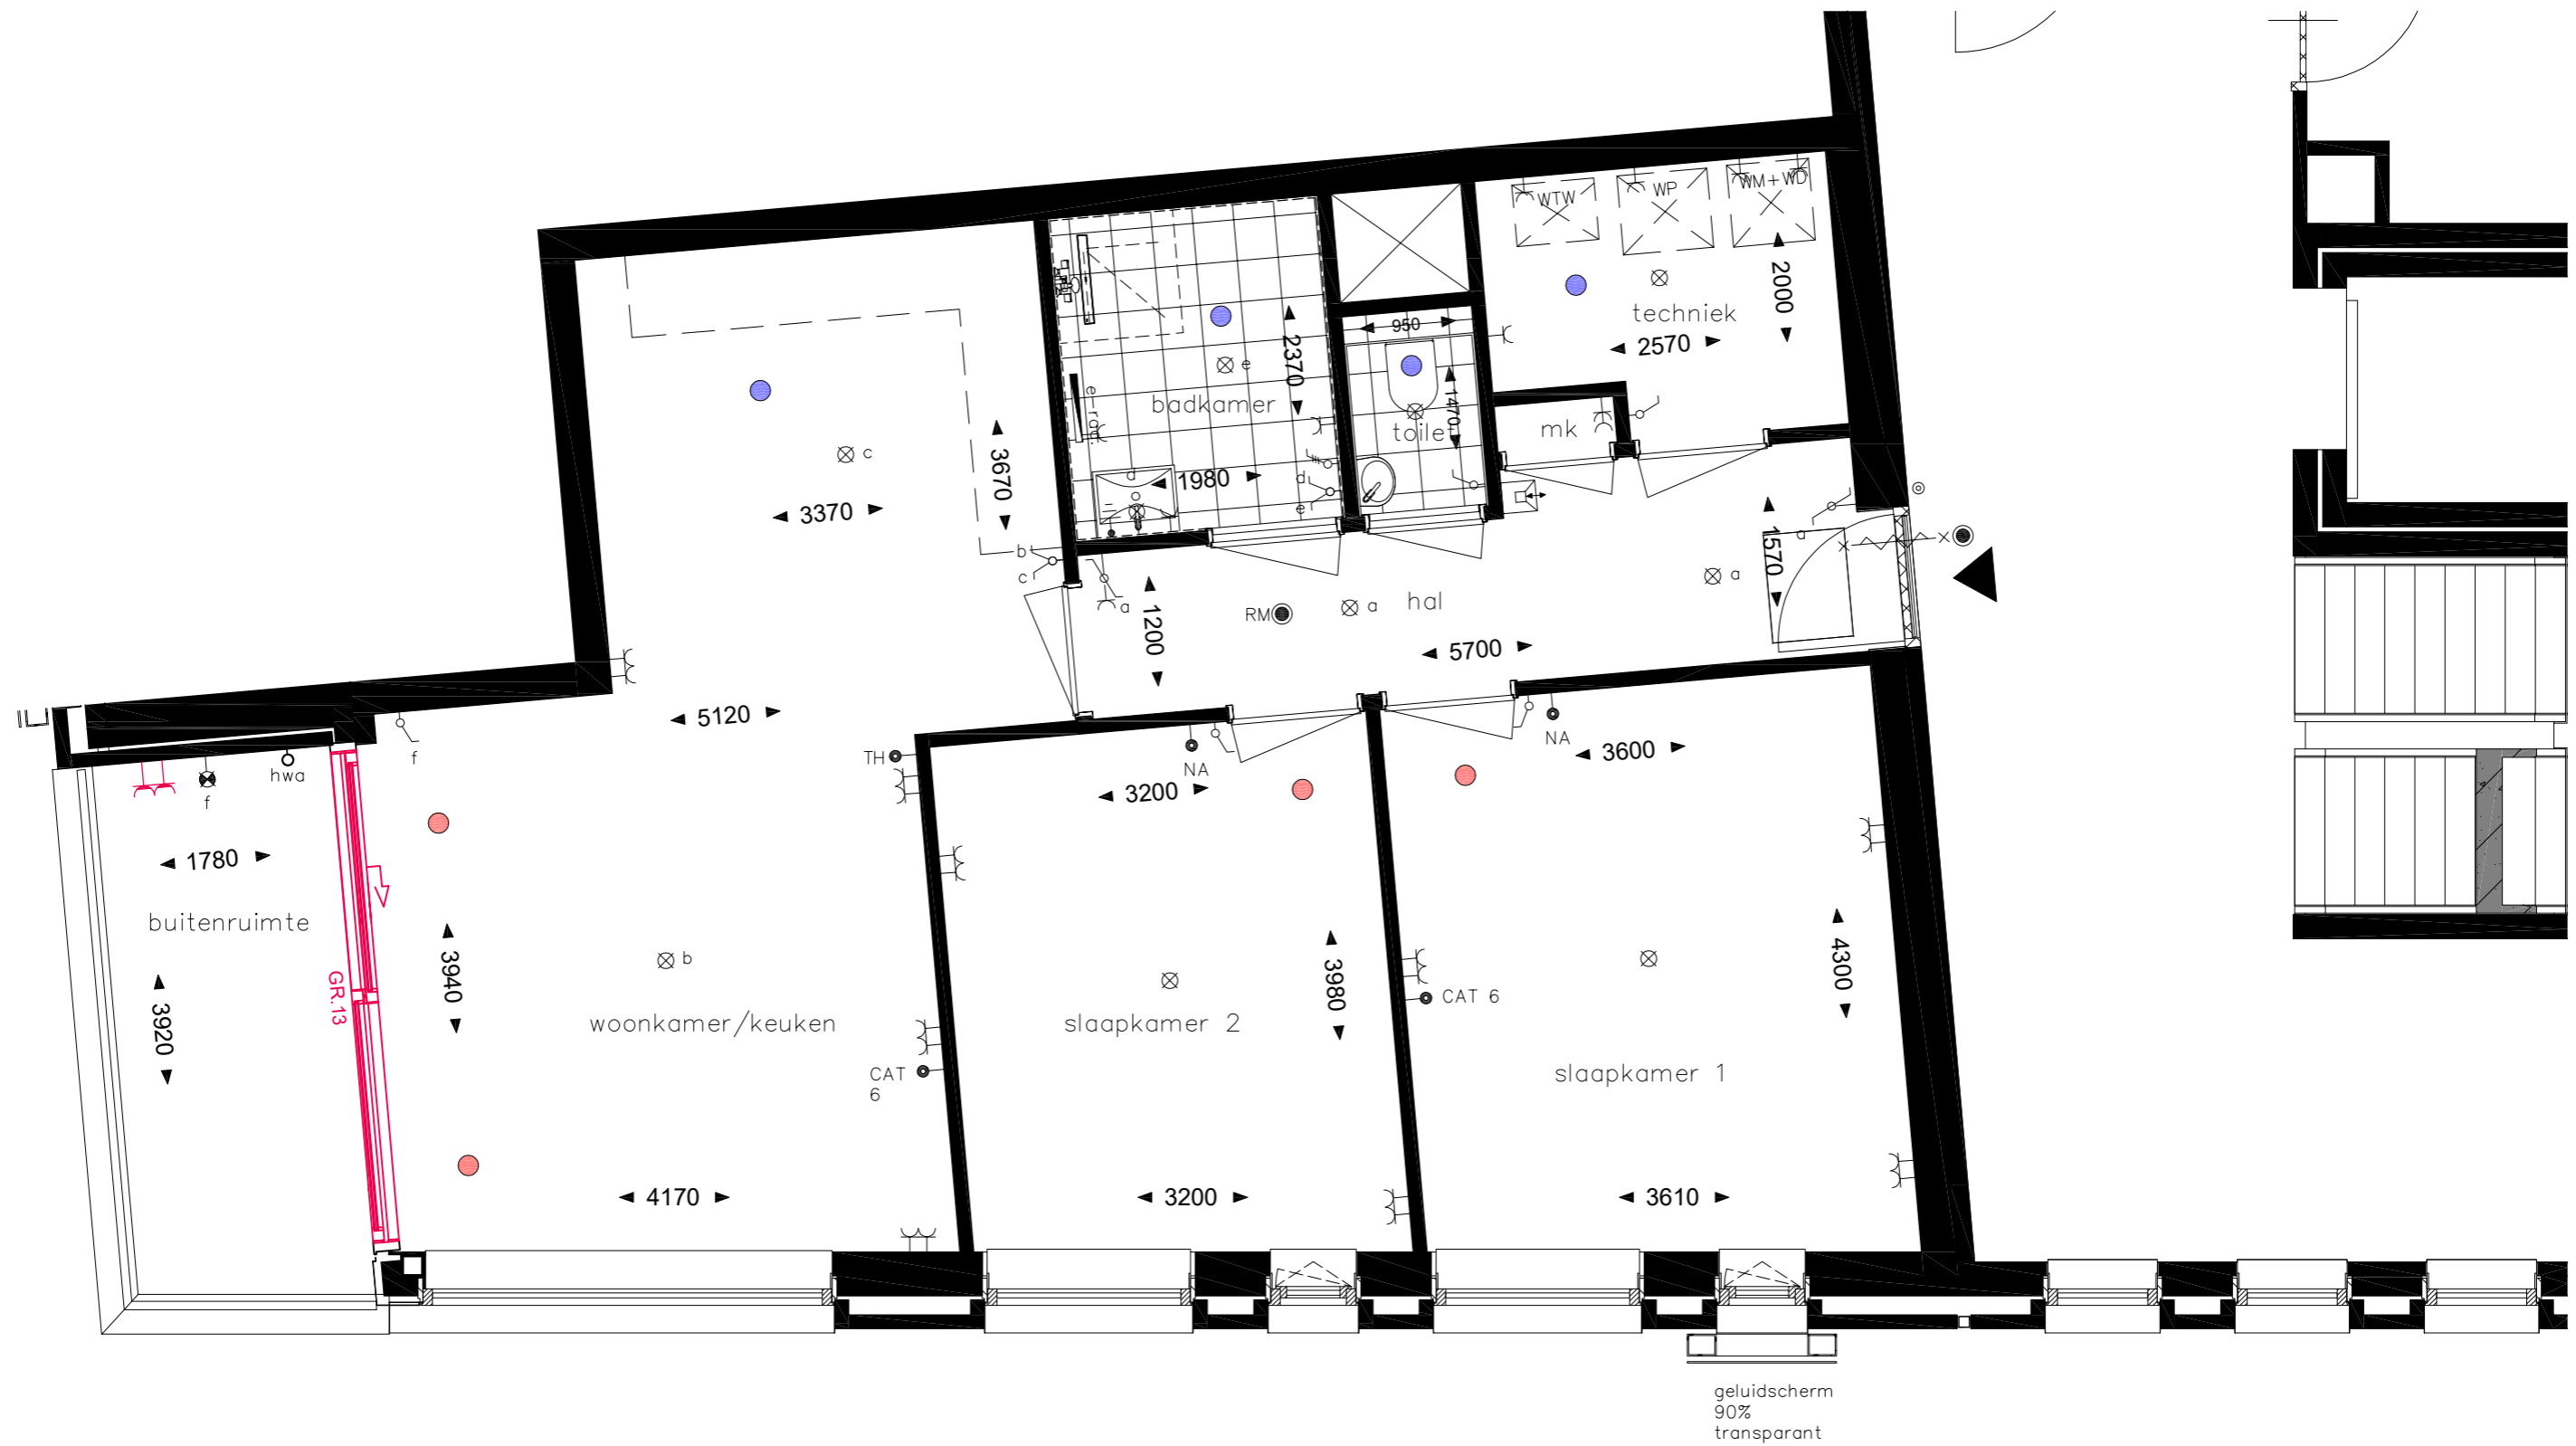 WTW
WP
WM+WD
2000
techniek
2570
950
2370
e
badkamer
e-rad.
1470
toilet
mk
c
3670
3370
d
1980
d
e
b
c
a
1200
RM
a
hal
a
1570
a
a
5700
5120
f
TH
NA
NA
3600
3200
hwa
f
1780
buitenruimte
3920
GR.13
3940
b
woonkamer/keuken
CAT
6
slaapkamer 2
3980
CAT 6
slaapkamer 1
4300
4170
3200
3610
geluidscherm
90%
transparant